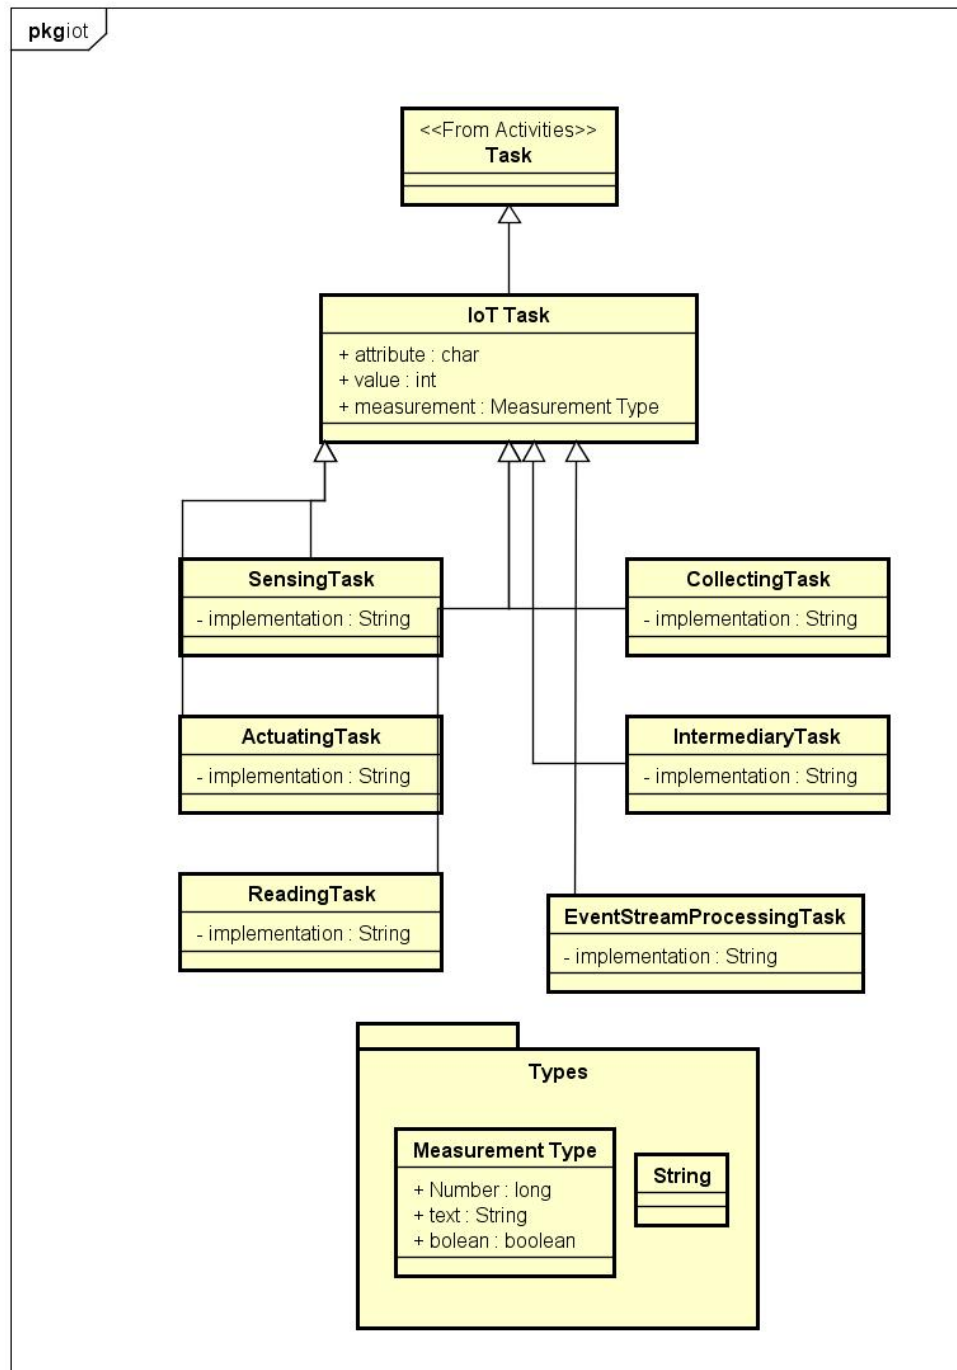 pkgiot
<<From Activities>>
Task
IoT Task
+ attribute : char
+ value : int
+ measurement : Measurement Type
SensingTask
- implementation : String
CollectingTask
- implementation : String
ActuatingTask
- implementation : String
IntermediaryTask
- implementation : String
ReadingTask
- implementation : String
EventStreamProcessingTask
- implementation : String
Types
Measurement Type
+ Number : long
+ text : String
+ bolean : boolean
String